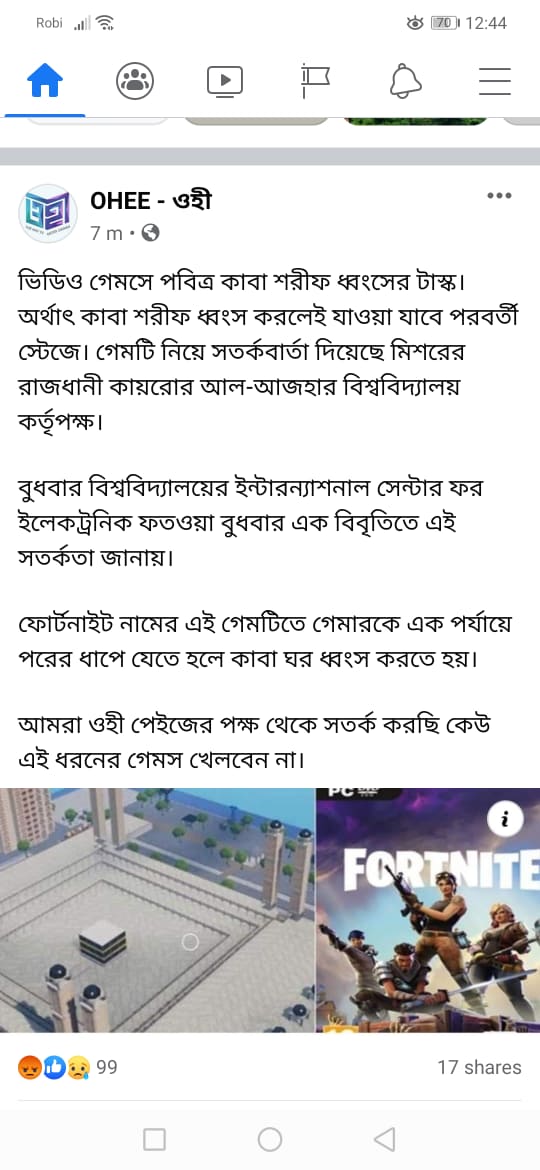 Robi
70 12:44
OHEE - ওহী
7 m
ভিডিও গেমসে পবিত্র কাবা শরীফ ধ্বংসের টাস্ক।
অর্থাৎ কাবা শরীফ ধ্বংস করলেই যাওয়া যাবে পরবর্তী
স্টেজে। গেমটি নিয়ে সতর্কবার্তা দিয়েছে মিশরের
রাজধানী কায়রোর আল-আজহার বিশ্ববিদ্যালয়
কর্তৃপক্ষ।
বুধবার বিশ্ববিদ্যালয়ের ইন্টারন্যাশনাল সেন্টার ফর
ইলেকট্রনিক ফতওয়া বুধবার এক বিবৃতিতে এই
সতর্কতা জানায়।
ফোর্টনাইট নামের এই গেমটিতে গেমারকে এক পর্যায়ে
পরের ধাপে যেতে হলে কাবা ঘর ধ্বংস করতে হয়।
আমরা ওহী পেইজের পক্ষ থেকে সতর্ক করছি কেউ
এই ধরনের গেমস খেলবেন না।
PC
FORTNITE
99
17 shares